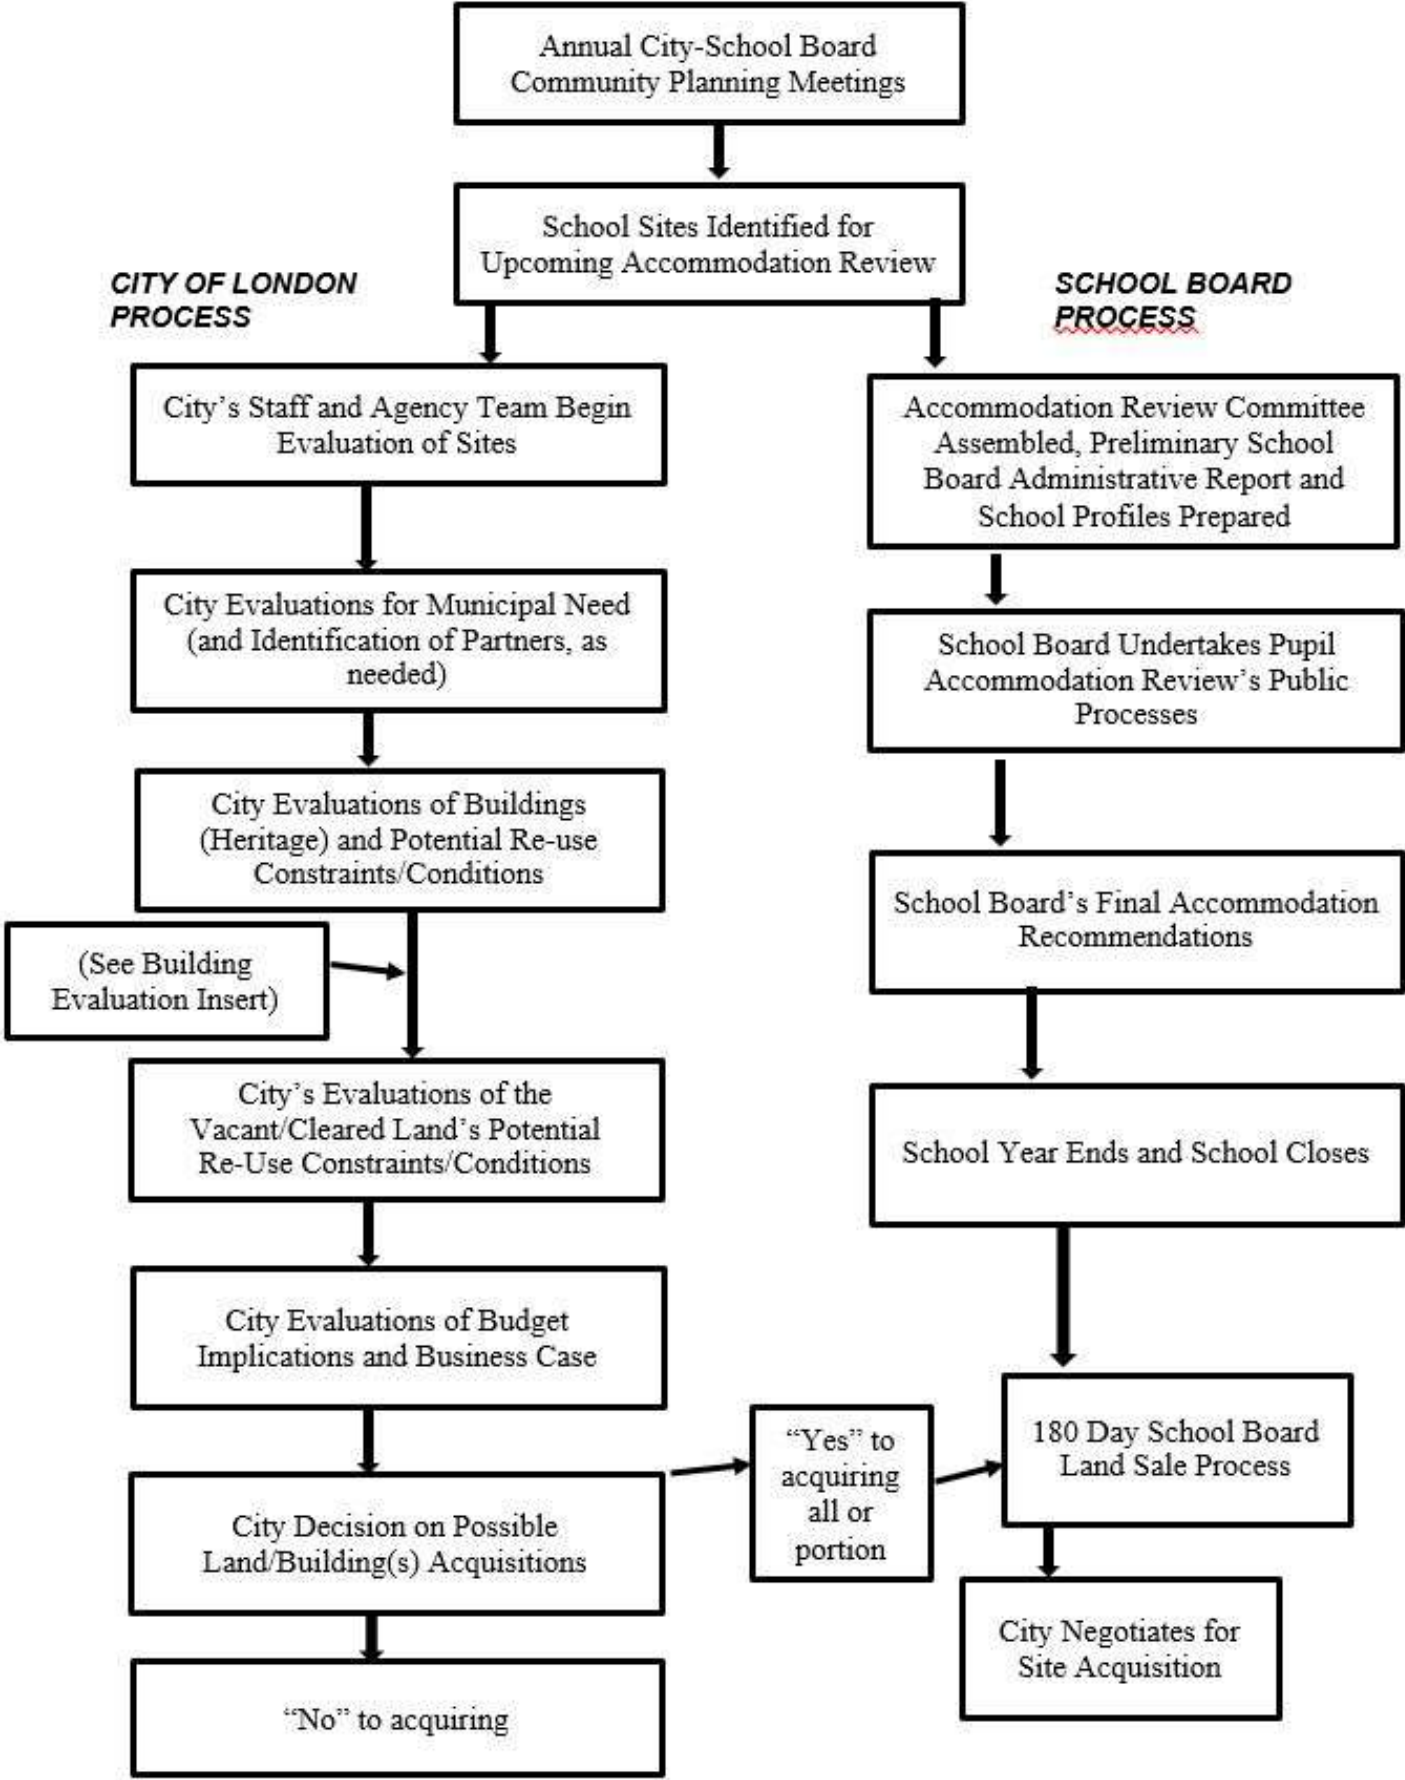 Annual City-School Board
Community Planning Meetings
School Sites Identified for
Upcoming Accommodation Review
CITY OF LONDON
PROCESS
SCHOOL BOARD
PROCESS
City’s Staff and Agency Team Begin
Evaluation of Sites
Accommodation Review Committee
Assembled, Preliminary School
Board Administrative Report and
School Profiles Prepared
City Evaluations for Municipal Need
(and Identification of Partners, as
needed)
School Board Undertakes Pupil
Accommodation Review’s Public
Processes
City Evaluations of Buildings
(Heritage) and Potential Re-use
Constraints/Conditions
School Board’s Final Accommodation
Recommendations
(See Building
Evaluation Insert)
City’s Evaluations of the
Vacant/Cleared Land’s Potential
Re-Use Constraints/Conditions
School Year Ends and School Closes
City Evaluations of Budget
Implications and Business Case
“Yes” to
acquiring
all or
portion
180 Day School Board
Land Sale Process
City Decision on Possible
Land/Building(s) Acquisitions
City Negotiates for
Site Acquisition
“No” to acquiring